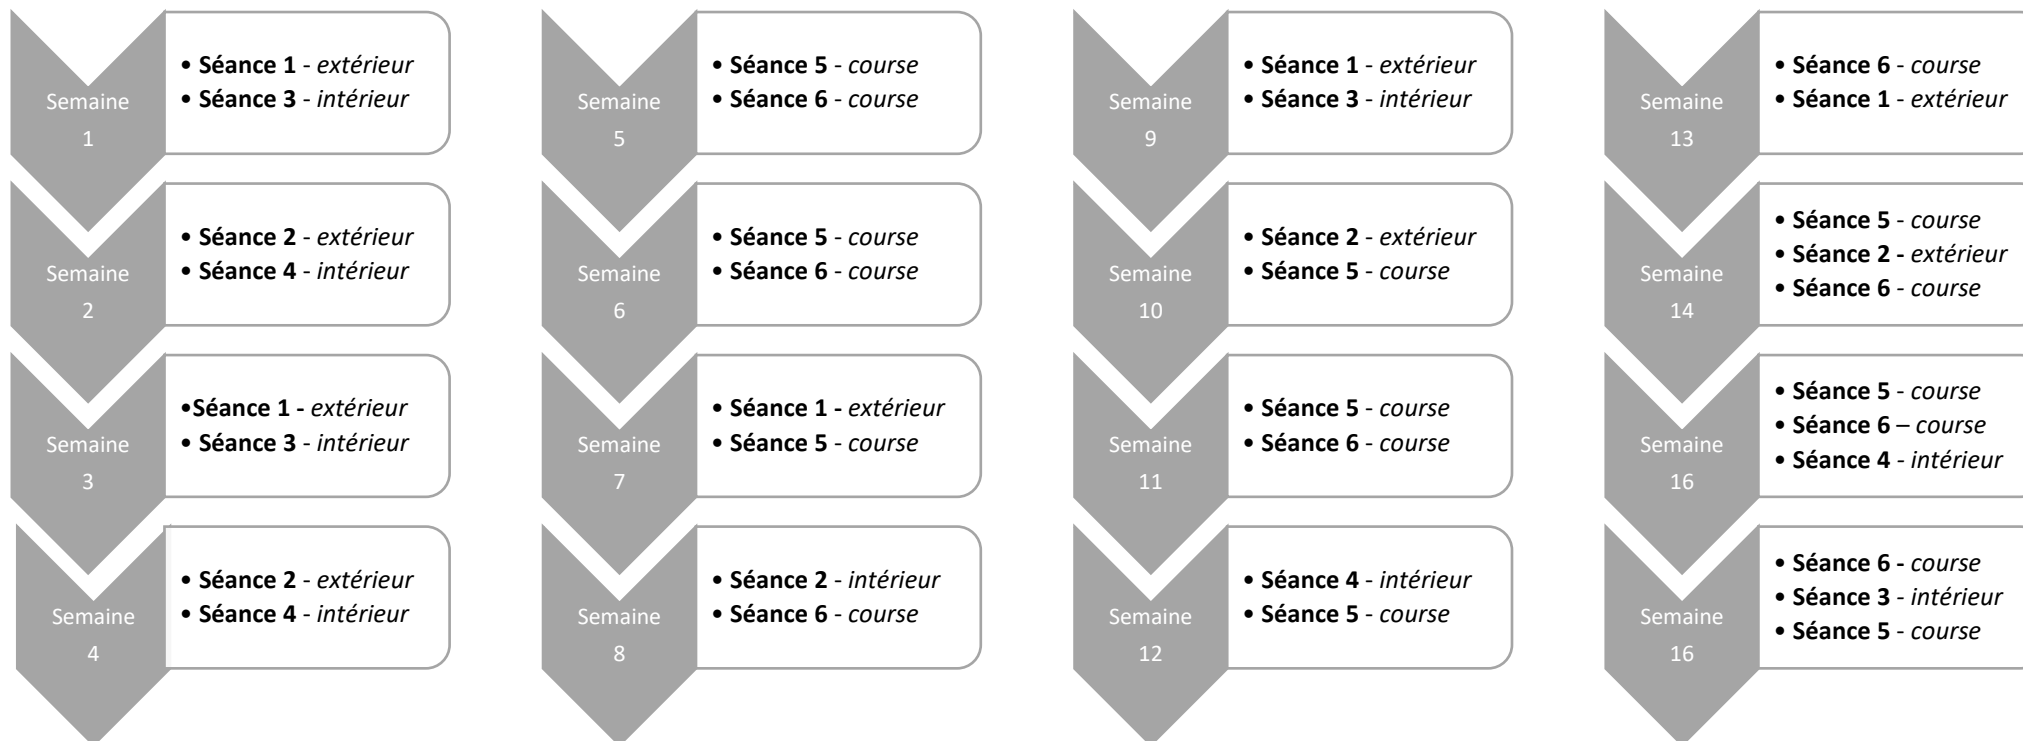 Semaine
1
• Séance 1 - extérieur
• Séance 3 - intérieur
Semaine
2
• Séance 2 - extérieur
• Séance 4 - intérieur
Semaine
3
•Séance 1 - extérieur
• Séance 3 - intérieur
Semaine
4
• Séance 2 - extérieur
• Séance 4 - intérieur
Semaine
5
• Séance 5 - course
• Séance 6 - course
Semaine
6
• Séance 5 - course
• Séance 6 - course
Semaine
7
• Séance 1 - extérieur
• Séance 5 - course
Semaine
8
• Séance 2 - intérieur
• Séance 6 - course
Semaine
9
• Séance 1 - extérieur
• Séance 3 - intérieur
Semaine
10
• Séance 2 - extérieur
• Séance 5 - course
Semaine
11
• Séance 5 - course
• Séance 6 - course
Semaine
12
• Séance 4 - intérieur
• Séance 5 - course
Semaine
13
• Séance 6 - course
• Séance 1 - extérieur
Semaine
14
• Séance 5 - course
• Séance 2 - extérieur
• Séance 6 - course
Semaine
16
• Séance 5 - course
• Séance 6 – course
• Séance 4 - intérieur
Semaine
16
• Séance 6 - course
• Séance 3 - intérieur
• Séance 5 - course